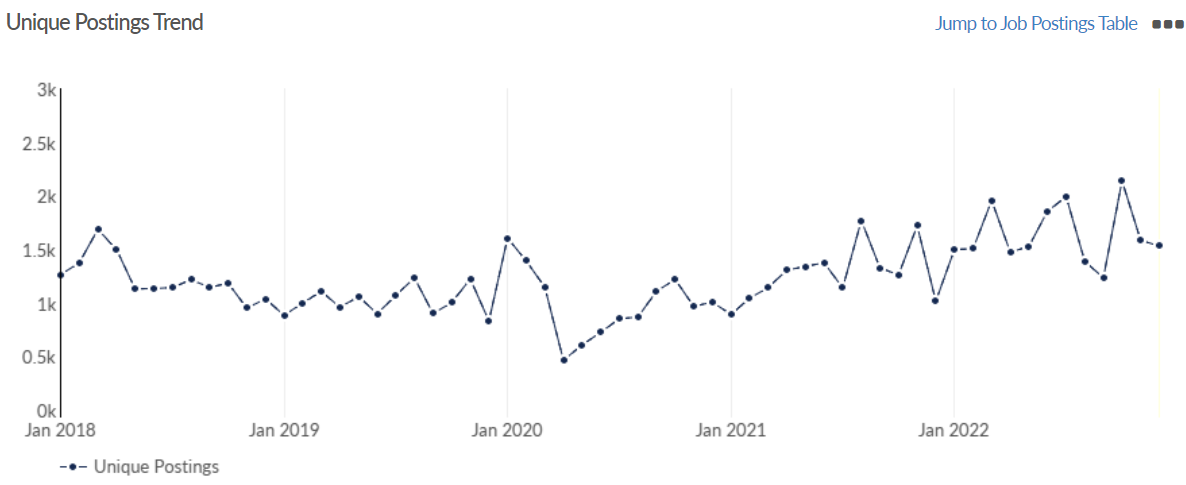 Unique Postings Trend
Jump to Job Postings Table
3k
2.5k
2k
1.5k
1k
0.5k
0k
Jan 2018 Jan 2019 Jan 2020 Jan 2021 Jan 2022
Unique Postings